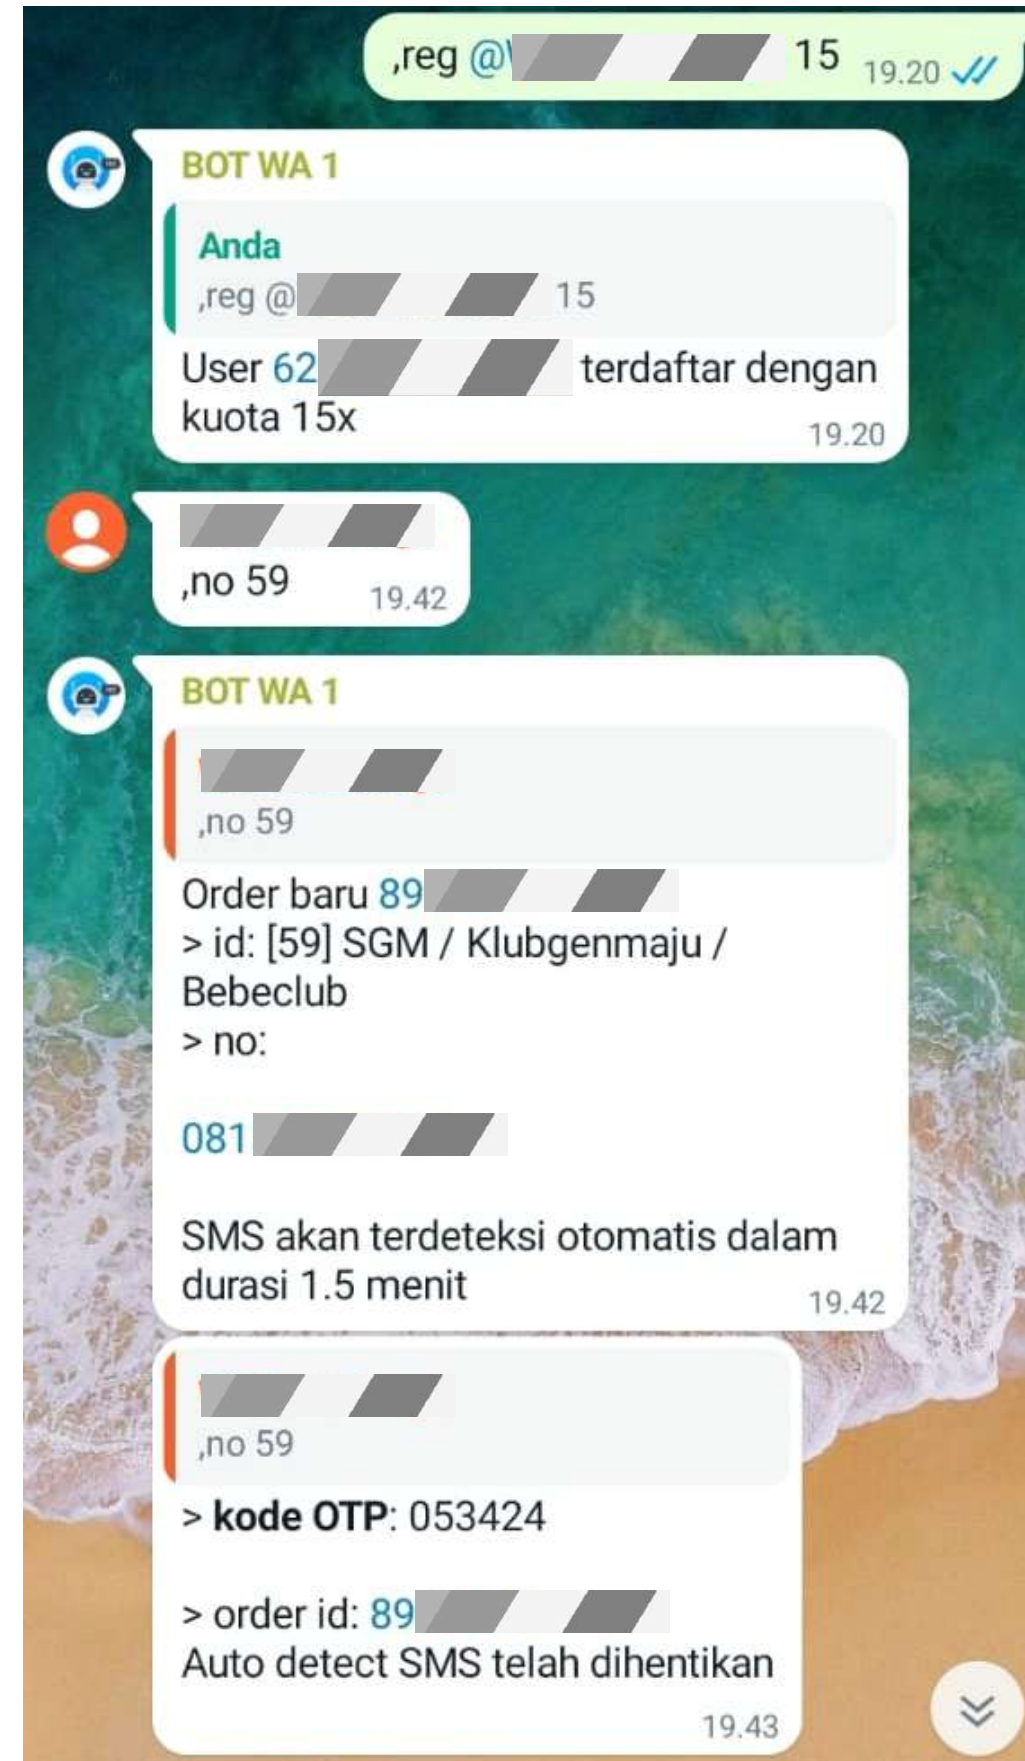 ,reg @ 15 19.20
BOT WA 1
Anda
,reg @ 15
User 62 terdaftar dengan
kuota 15x
19.20
,no 59 19.42
BOT WA 1
,no 59
Order baru 89
> id: [59] SGM / Klubgenmaju /
Bebeclub
> no:
081
SMS akan terdeteksi otomatis dalam
durasi 1.5 menit
19.42
,no 59
> kode OTP: 053424
> order id: 89
Auto detect SMS telah dihentikan
19.43